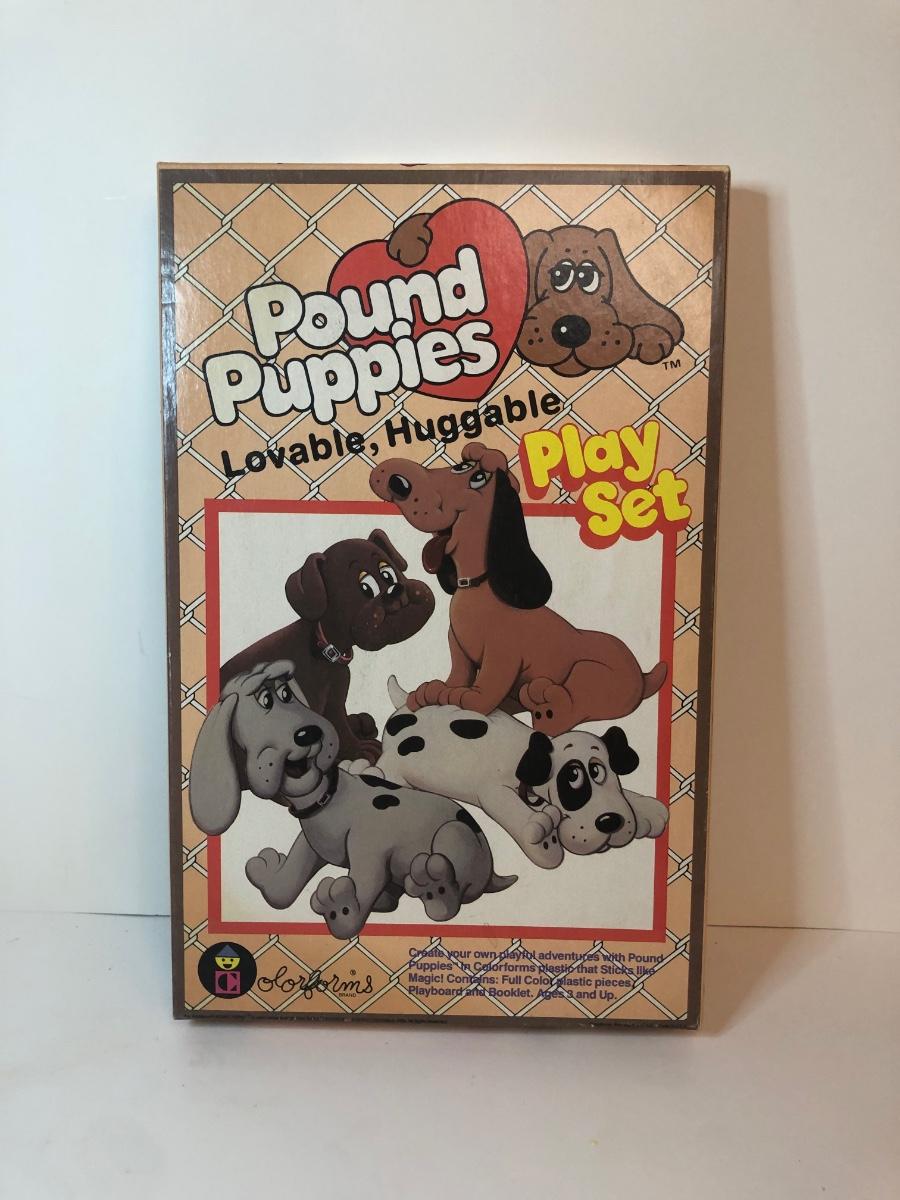 Pound
Puppies
TM
Lovable, Huggable
Play
Set
Create your own playful adventures with Pound
Puppies™ in Colorforms plastic that Sticks like
Magic! Contains: Full Color plastic pieces,
Playboard and Booklet. Ages 3 and Up.
Colorforms®
BRAND